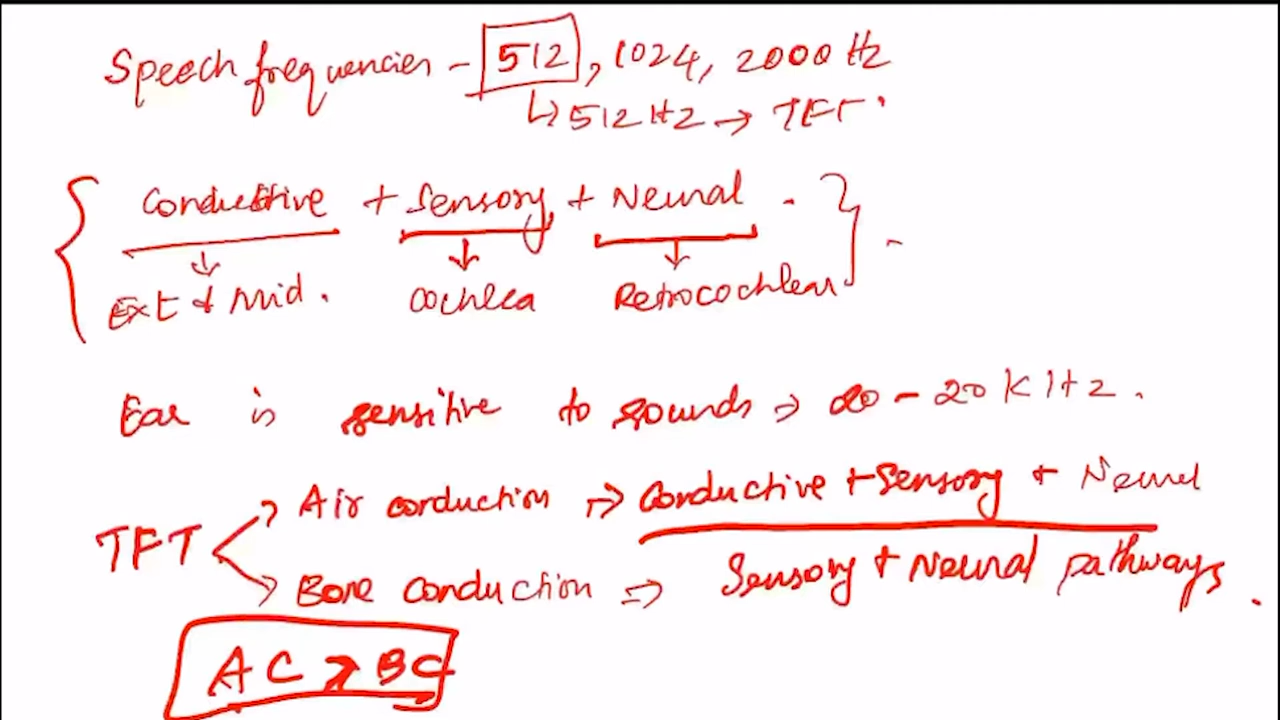 Speech frequencies - 512, 1024, 2000 Hz
↳ 512 Hz → TFT.
Conductive + Sensory + Neural.
Ext & Mid. Cochlea Retrocochlear
Ear is sensitive to sounds ⇒ 20 - 20 KHz.
TFT
Air conduction ⇒ Conductive + Sensory + Neural
Bone conduction ⇒ Sensory + Neural pathways.
AC > BC